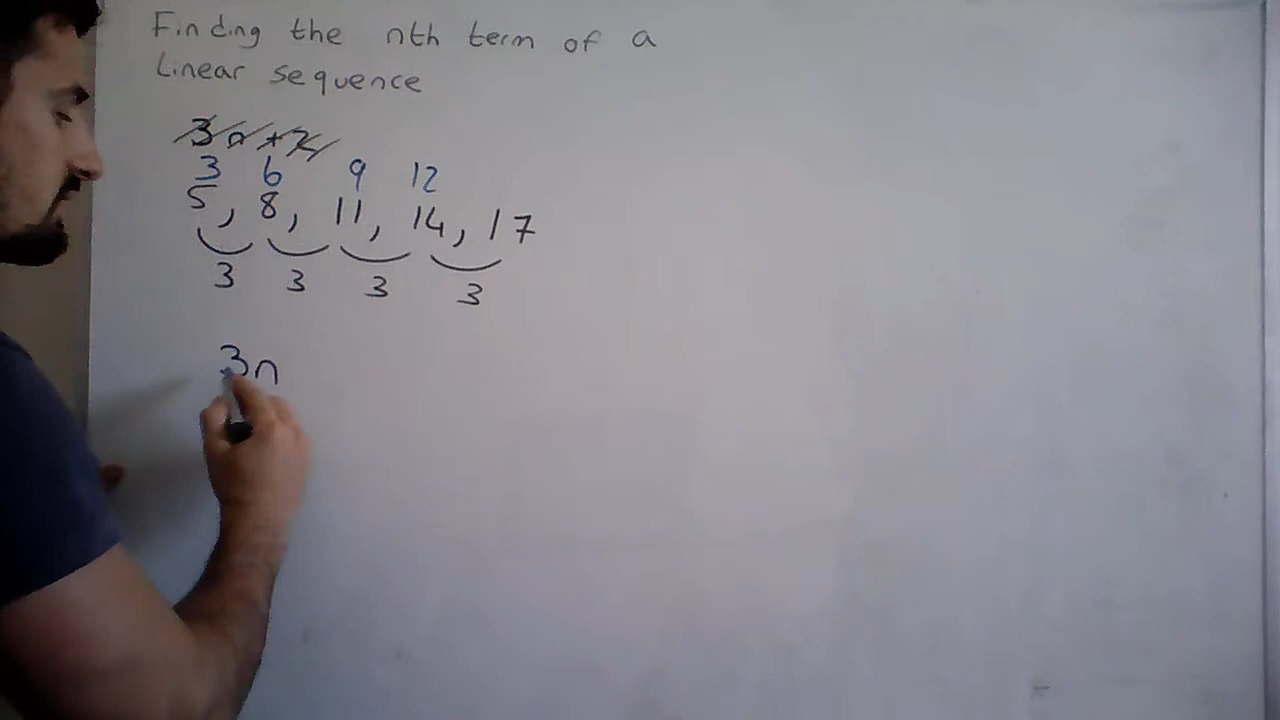 Finding the nth term of a
Linear sequence
3n+2
3 6 9 12
5, 8, 11, 14, 17
3 3 3 3
3n